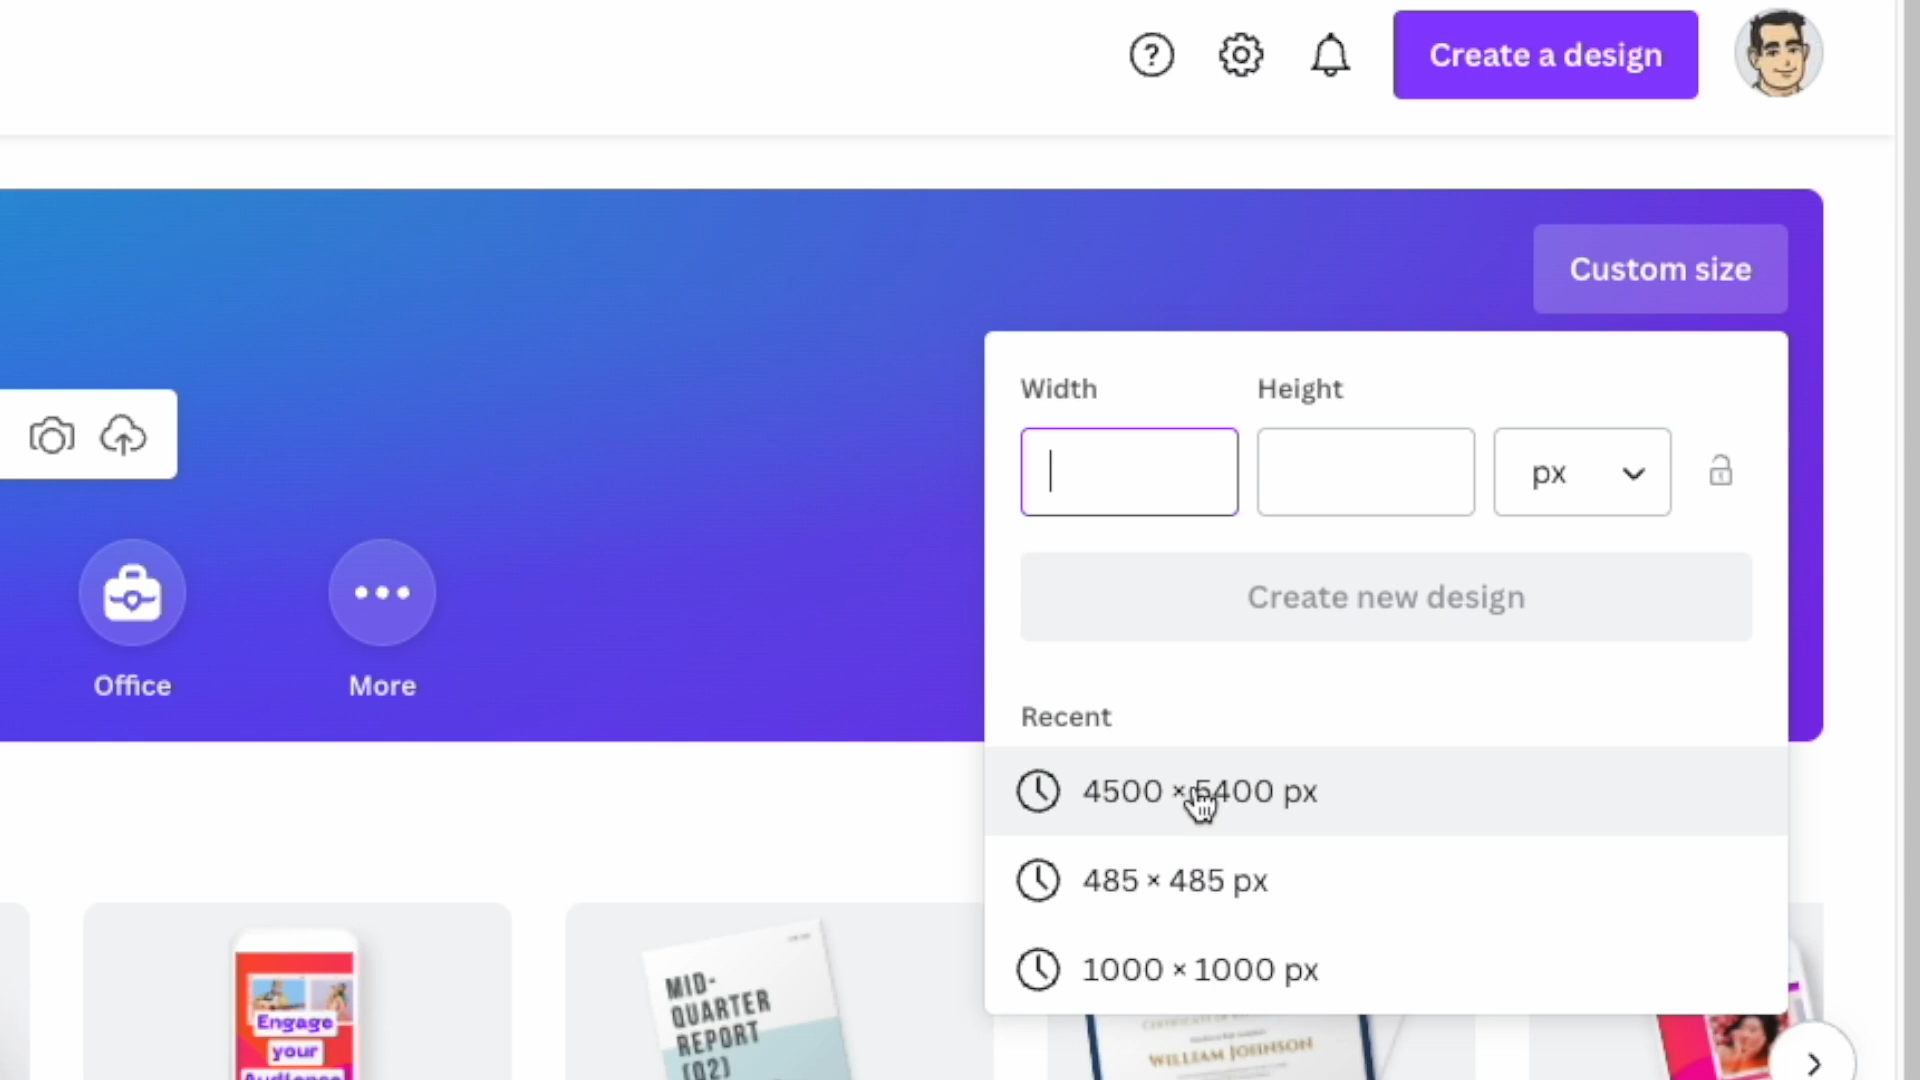 Create a design
Custom size
Width Height
px
Create new design
Office
More
Recent
4500 × 5400 px
485 × 485 px
1000 × 1000 px
Engage
your
Audience
MID-
QUARTER
REPORT
(Q2)
WILLIAM JOHNSON